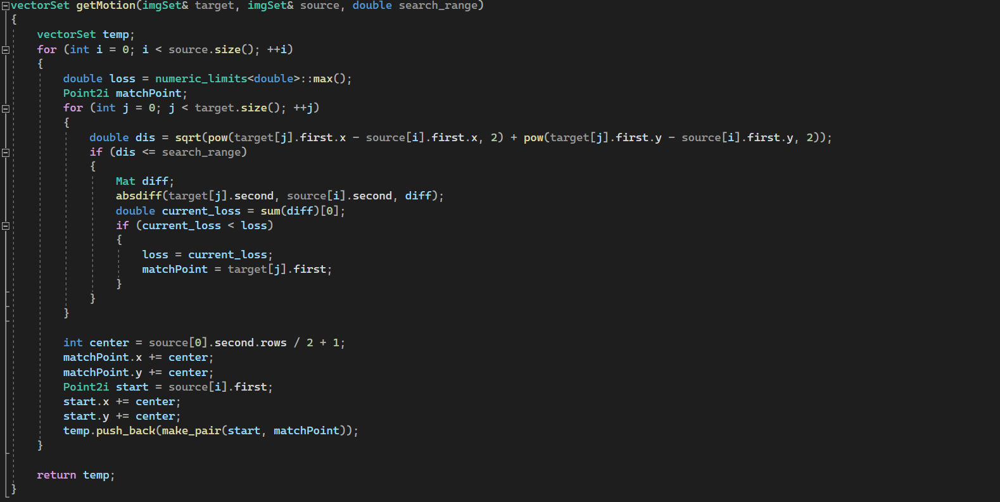 vectorSet getMotion(imgSet& target, imgSet& source, double search_range)
{
    vectorSet temp;
    for (int i = 0; i < source.size(); ++i)
    {
        double loss = numeric_limits<double>::max();
        Point2i matchPoint;
        for (int j = 0; j < target.size(); ++j)
        {
            double dis = sqrt(pow(target[j].first.x - source[i].first.x, 2) + pow(target[j].first.y - source[i].first.y, 2));
            if (dis <= search_range)
            {
                Mat diff;
                absdiff(target[j].second, source[i].second, diff);
                double current_loss = sum(diff)[0];
                if (current_loss < loss)
                {
                    loss = current_loss;
                    matchPoint = target[j].first;
                }
            }
        }

        int center = source[0].second.rows / 2 + 1;
        matchPoint.x += center;
        matchPoint.y += center;
        Point2i start = source[i].first;
        start.x += center;
        start.y += center;
        temp.push_back(make_pair(start, matchPoint));
    }

    return temp;
}